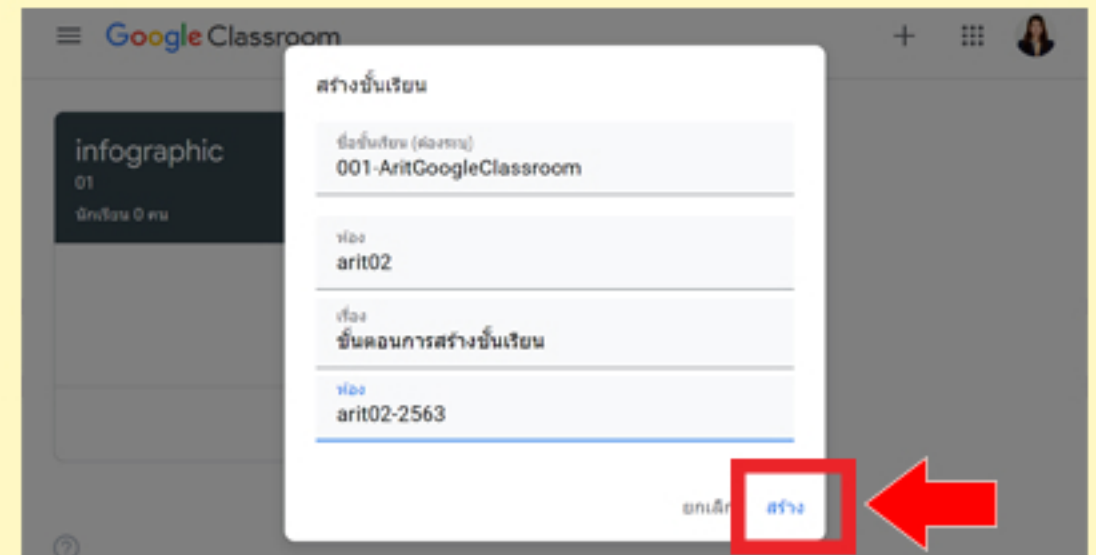 Google Classroom
infographic
01
นักเรียน 0 คน
สร้างชั้นเรียน
ชื่อชั้นเรียน (ต้องระบุ)
001-AritGoogleClassroom
ห้อง
arit02
เรื่อง
ขั้นตอนการสร้างชั้นเรียน
ห้อง
arit02-2563
ยกเลิก
สร้าง